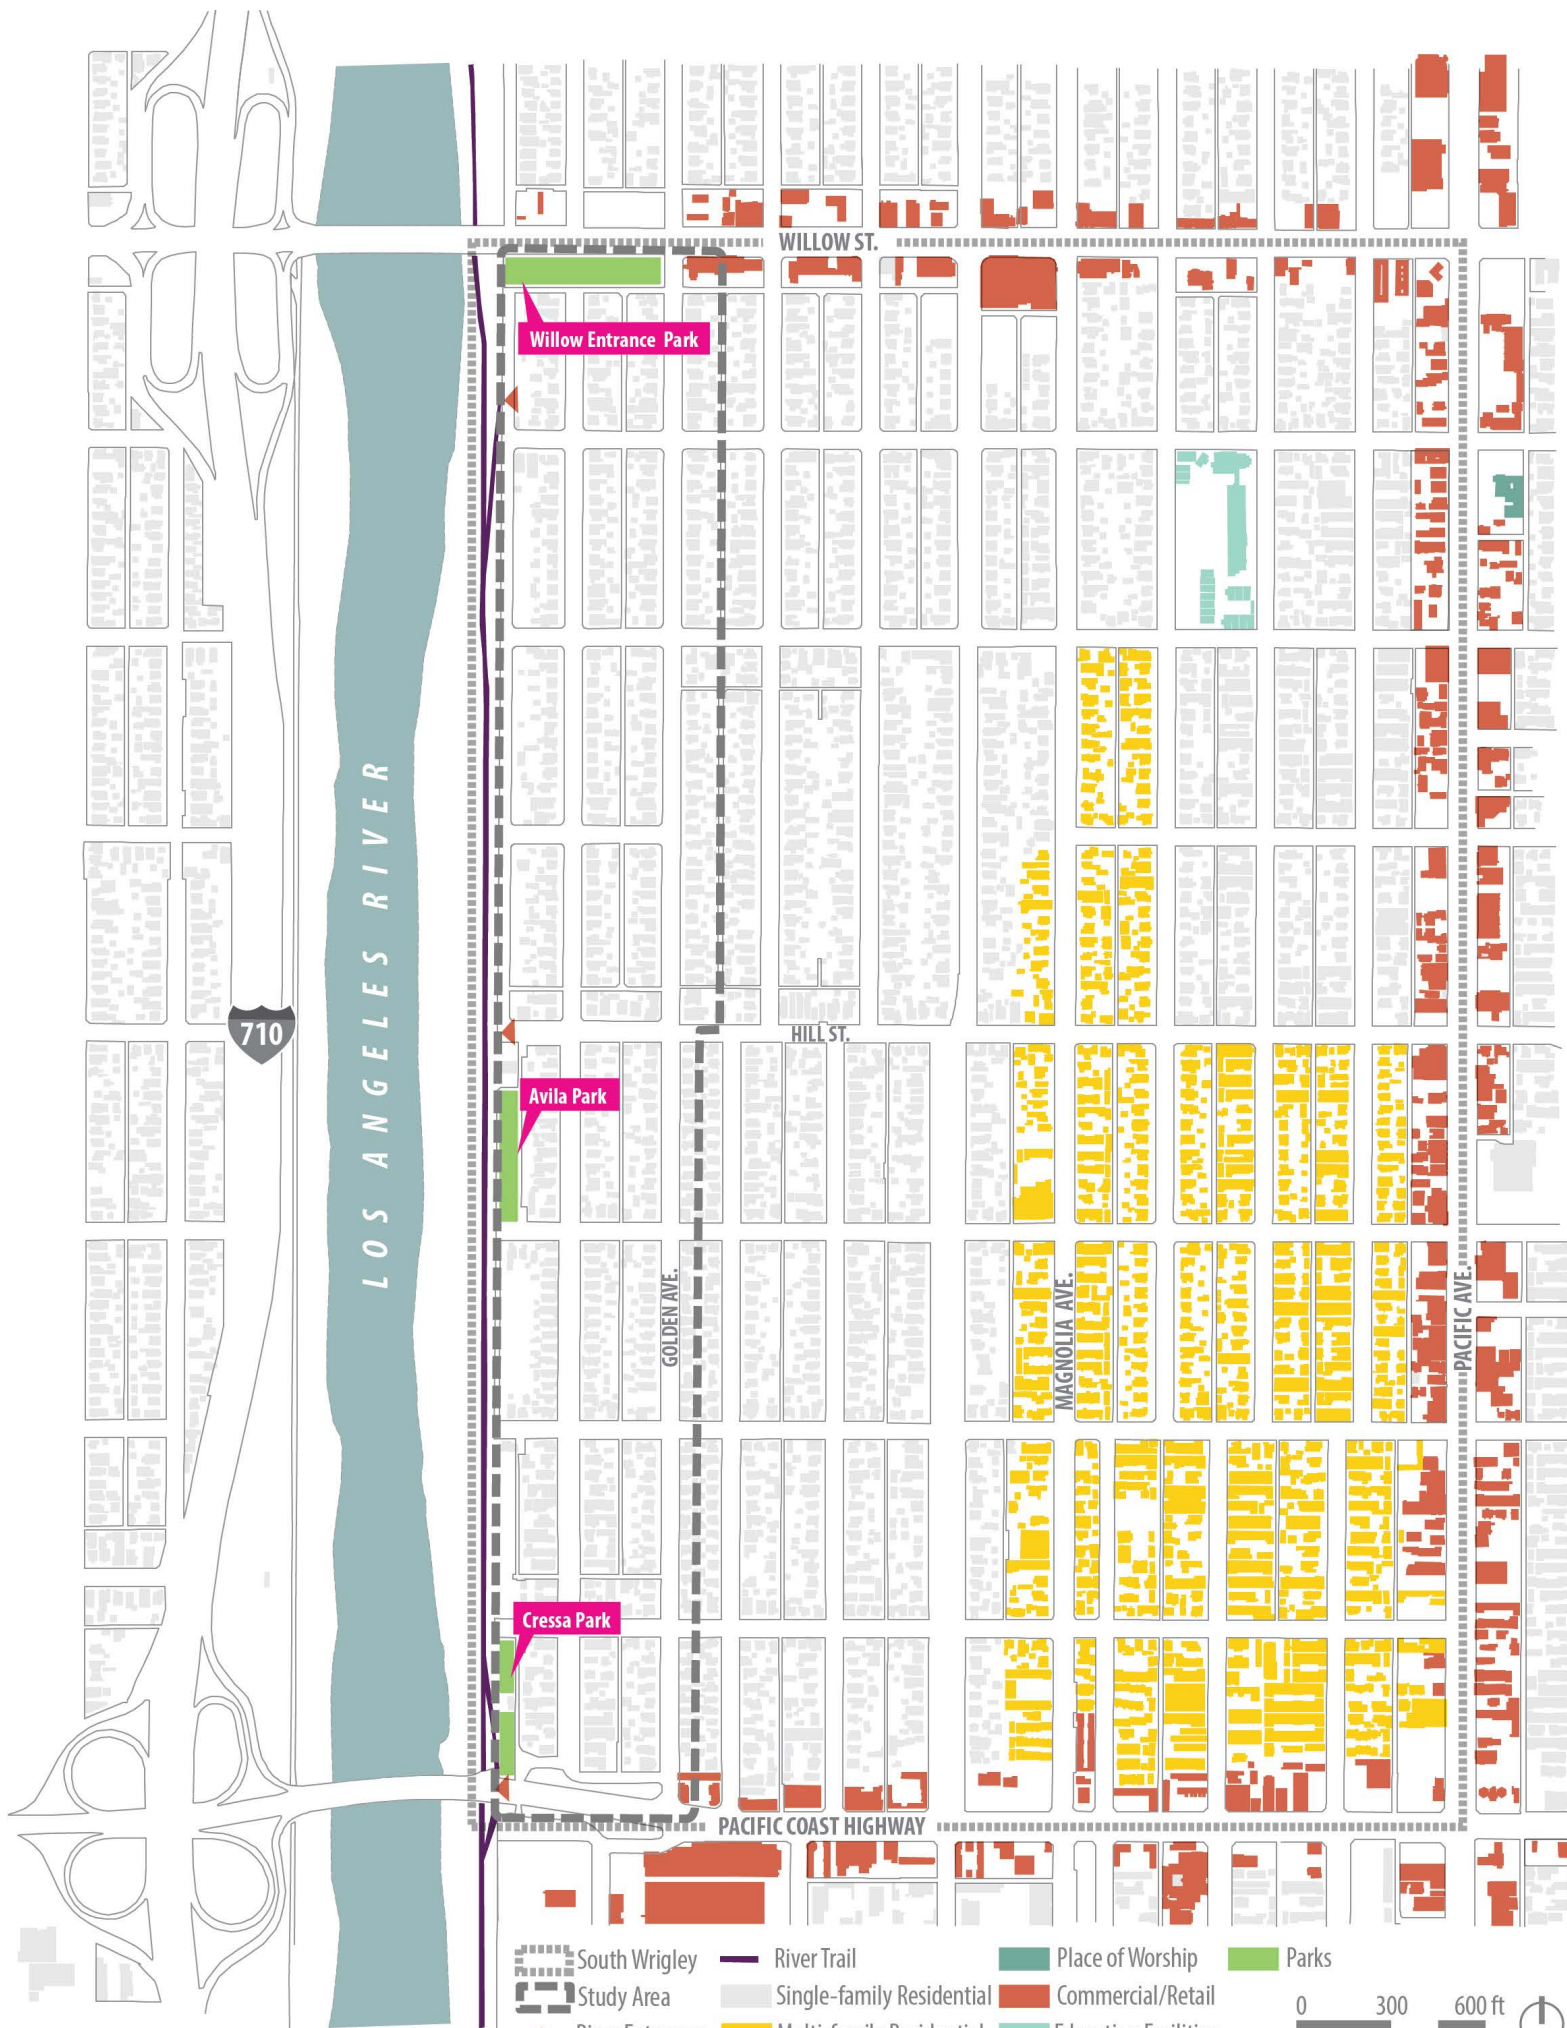 WILLOW ST.
Willow Entrance Park
LOS ANGELES RIVER
710
HILL ST.
Avila Park
GOLDEN AVE.
MAGNOLIA AVE.
PACIFIC AVE.
Cressa Park
PACIFIC COAST HIGHWAY
South Wrigley
River Trail
Place of Worship
Parks
Study Area
Single-family Residential
Commercial/Retail
0 300 600 ft